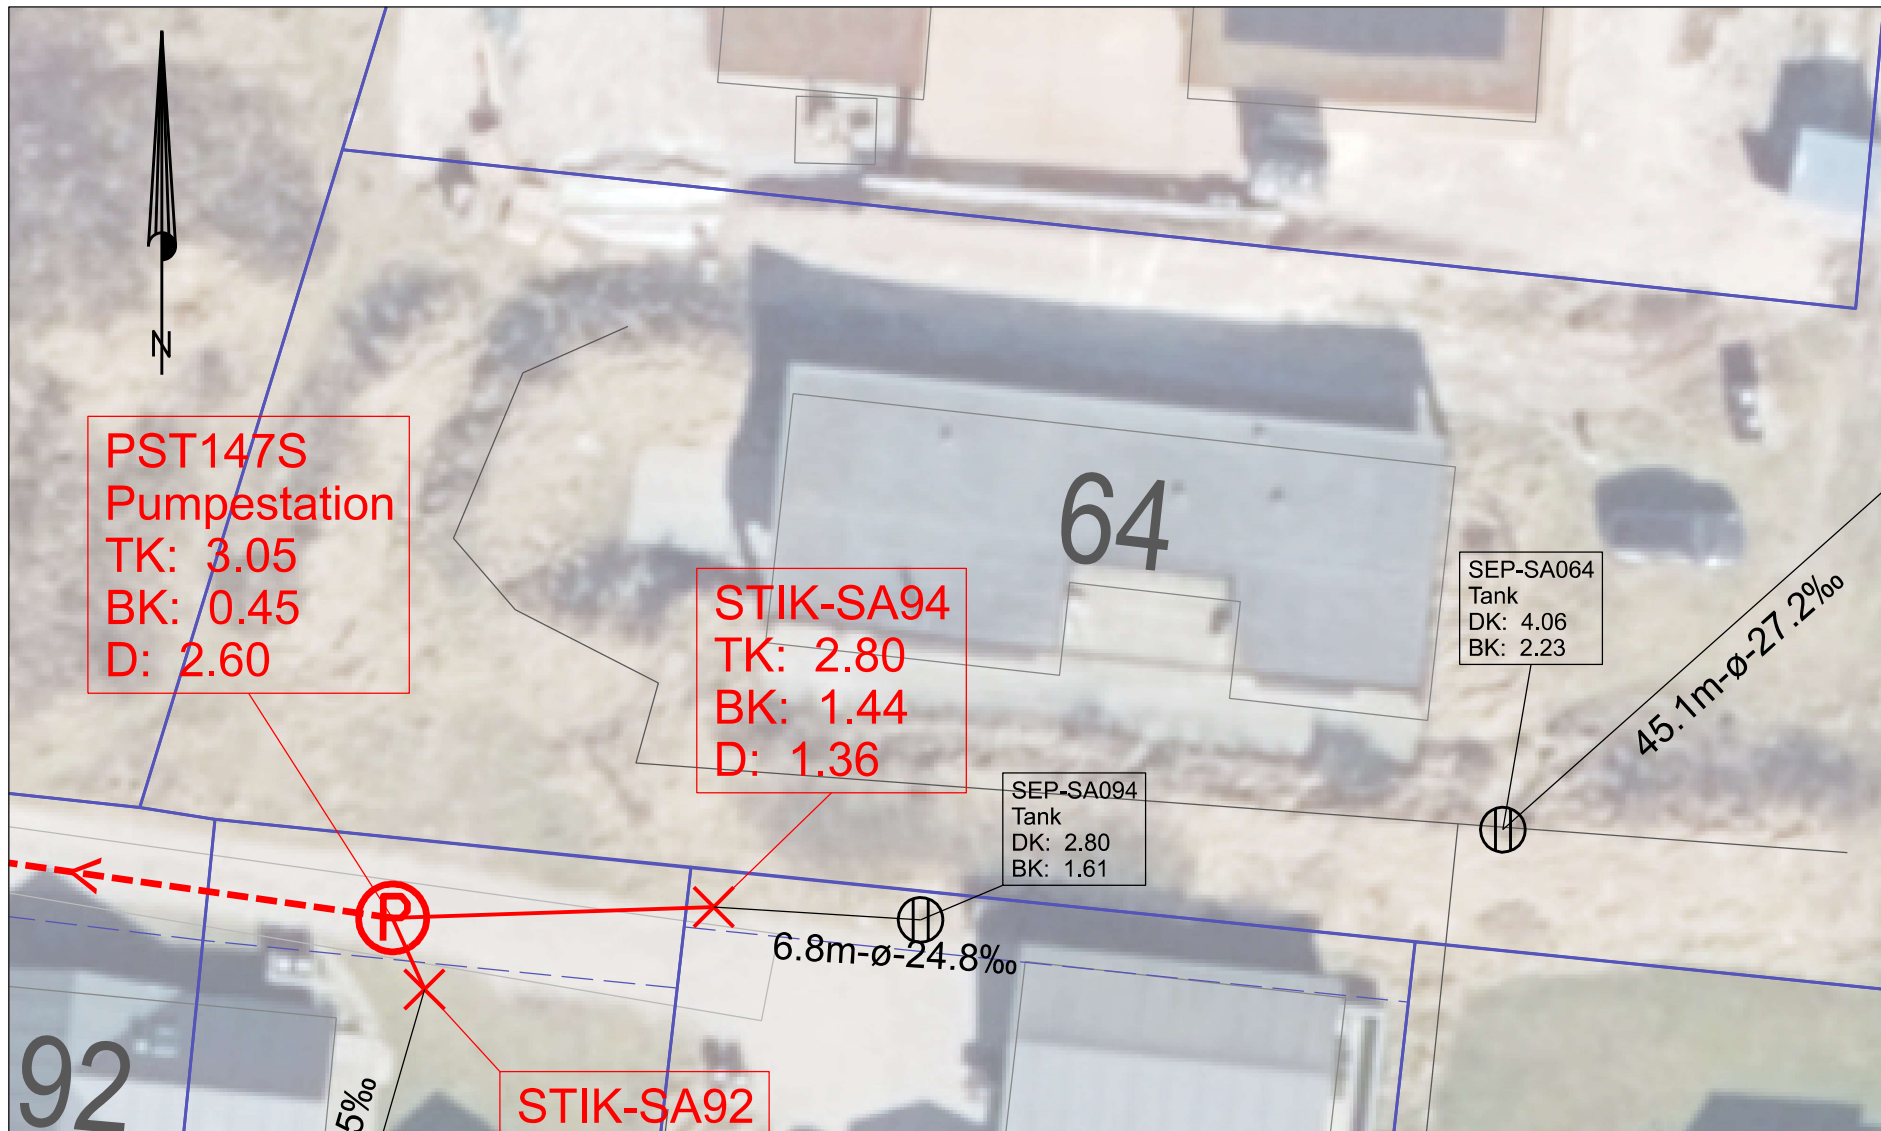 N
PST147S
Pumpestation
TK: 3.05
BK: 0.45
D: 2.60
64
STIK-SA94
TK: 2.80
BK: 1.44
D: 1.36
SEP-SA064
Tank
DK: 4.06
BK: 2.23
45.1m-ø-27.2‰
SEP-SA094
Tank
DK: 2.80
BK: 1.61
P
6.8m-ø-24.8‰
92
5‰
STIK-SA92